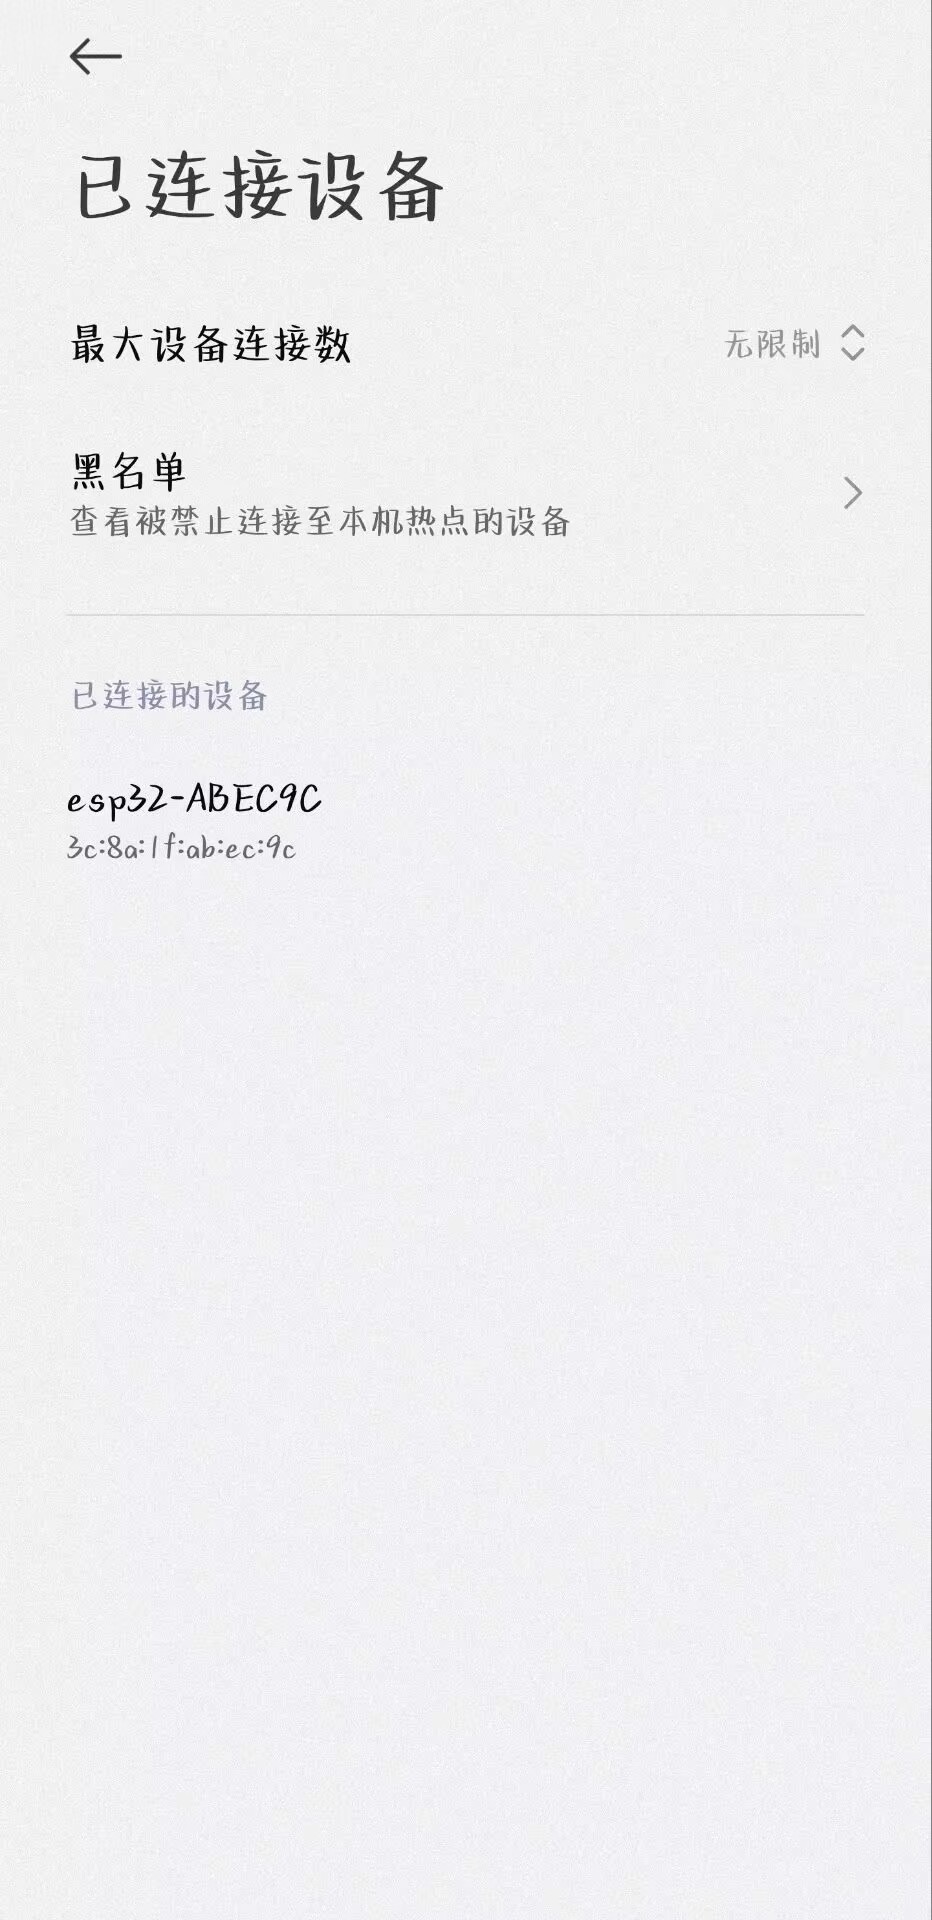 已连接设备
最大设备连接数 无限制
黑名单
查看被禁止连接至本机热点的设备
已连接的设备
esp32-ABEC9C
3c:8a:1f:ab:ec:9c